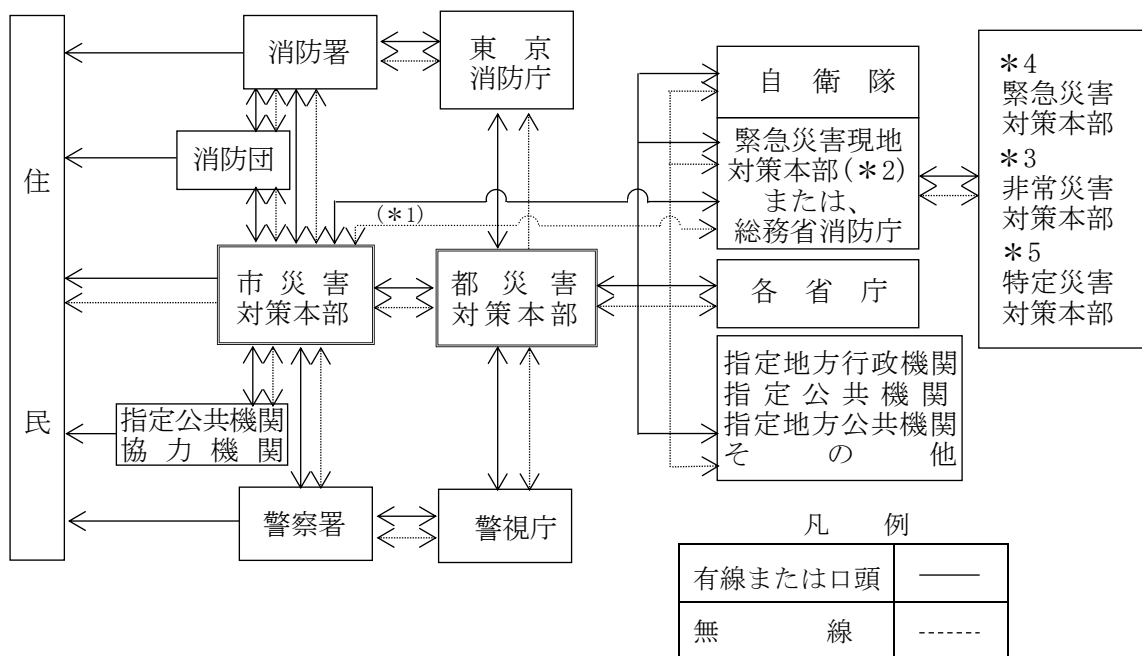 住
民
消防署
消防団
市災害
対策本部
指定公共機関
協力機関
警察署
東京
消防庁
(＊1)
都災害
対策本部
警視庁
自衛隊
緊急災害現地
対策本部(＊2)
または、
総務省消防庁
各省庁
指定地方行政機関
指定公共機関
指定地方公共機関
その他
＊4
緊急災害
対策本部
＊3
非常災害
対策本部
＊5
特定災害
対策本部
凡例
有線または口頭
無線